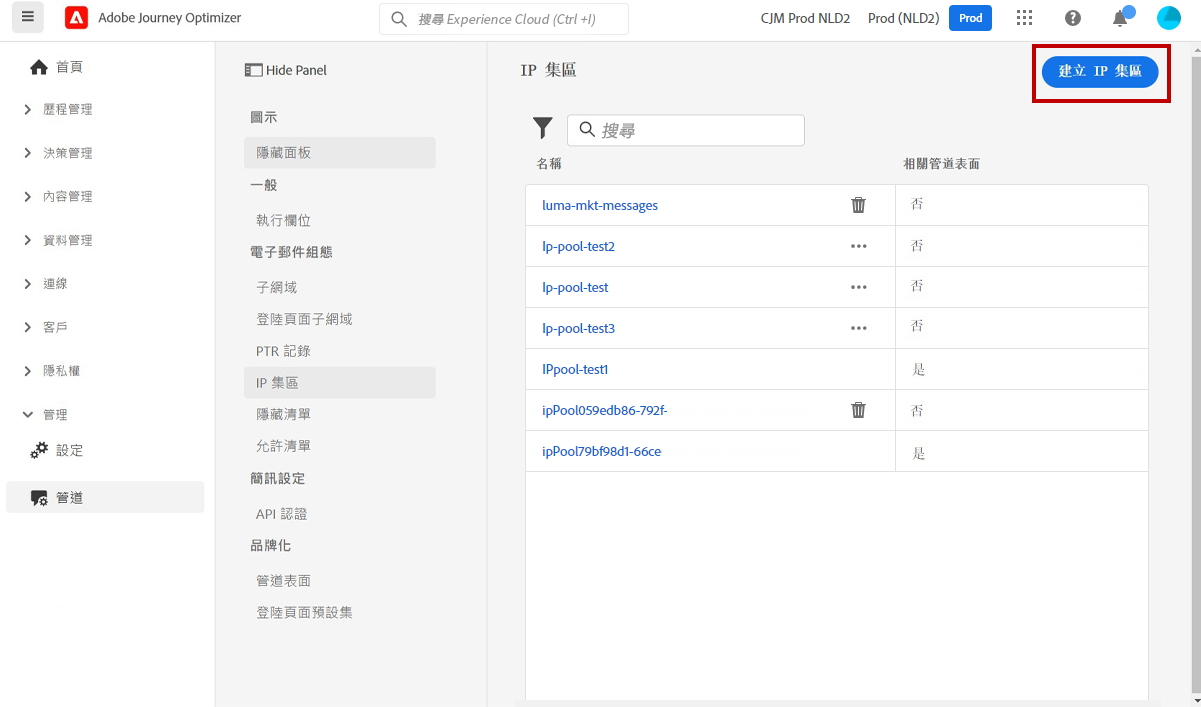 Adobe Journey Optimizer
搜尋 Experience Cloud (Ctrl +/)
CJM Prod NLD2
Prod (NLD2)
Prod
首頁
歷程管理
決策管理
內容管理
資料管理
連線
客戶
隱私權
管理
設定
管道
Hide Panel
圖示
隱藏面板
一般
執行欄位
電子郵件組態
子網域
登陸頁面子網域
PTR 記錄
IP 集區
隱藏清單
允許清單
簡訊設定
API 認證
品牌化
管道表面
登陸頁面預設集
IP 集區
建立 IP 集區
搜尋
名稱 相關管道表面
luma-mkt-messages 否
Ip-pool-test2 否
Ip-pool-test 否
Ip-pool-test3 否
IPpool-test1 是
ipPool059edb86-792f- 否
ipPool79bf98d1-66ce 是